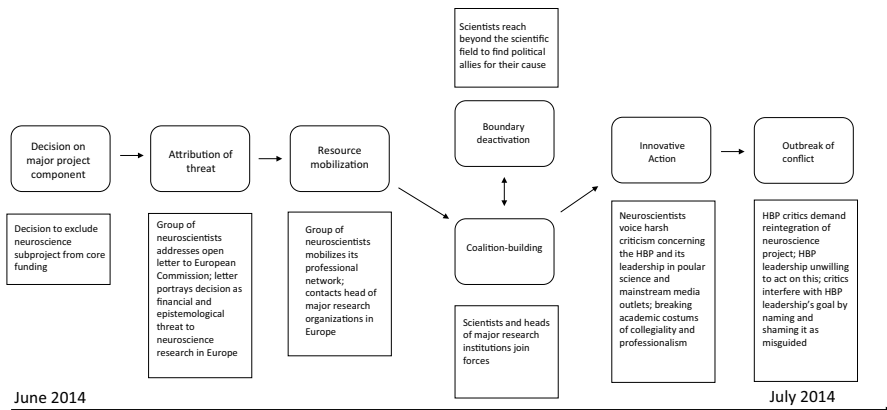 Scientists reach
beyond the scientific
field to find political
allies for their cause
Decision on
major project
component
Attribution of
threat
Resource
mobilization
Boundary
deactivation
Innovative
Action
Outbreak of
conflict
Decision to exclude
neuroscience
subproject from core
funding
Group of
neuroscientists
addresses open
letter to European
Commission; letter
portrays decision as
financial and
epistemological
threat to
neuroscience
research in Europe
Group of
neuroscientists
mobilizes its
professional
network;
contacts head of
major research
organizations in
Europe
Coalition-building
Scientists and heads
of major research
institutions join
forces
Neuroscientists
voice harsh
criticism concerning
the HBP and its
leadership in poular
science and
mainstream media
outlets; breaking
academic costums
of collegiality and
professionalism
HBP critics demand
reintegration of
neuroscience
project; HBP
leadership unwilling
to act on this; critics
interfere with HBP
leadership's goal by
naming and
shaming it as
misguided
June 2014
July 2014